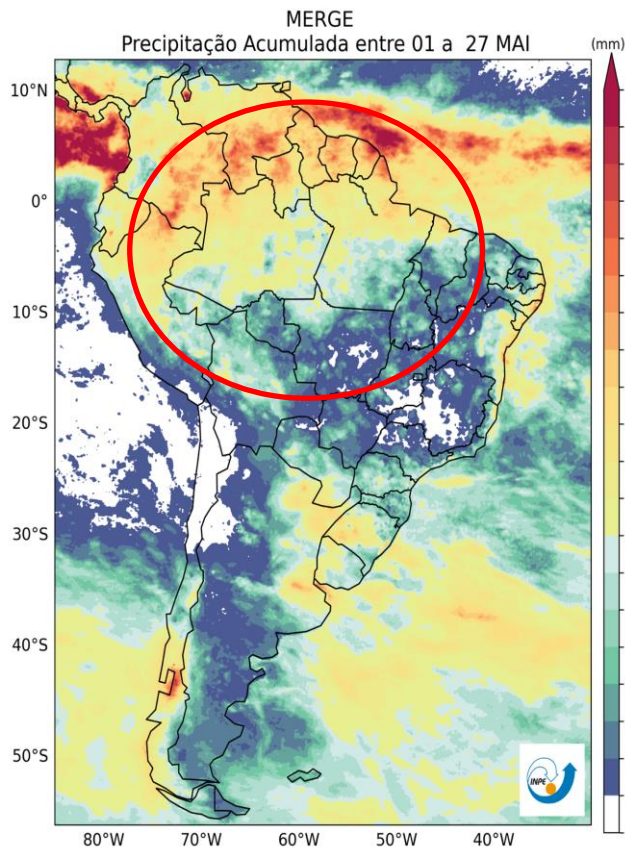 MERGE
Precipitação Acumulada entre 01 a 27 MAI
(mm)
10°N
0°
10°S
20°S
30°S
40°S
50°S
80°W
70°W
60°W
50°W
40°W
INPE